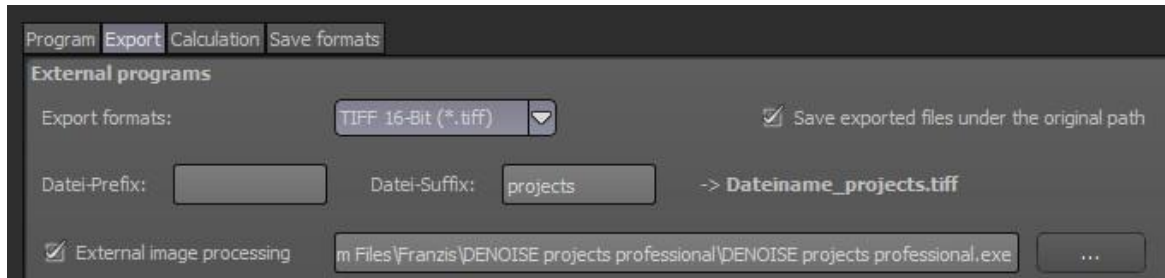 Program Export Calculation Save formats
External programs
Export formats: TIFF 16-Bit (*.tiff) Save exported files under the original path
Datei-Prefix: Datei-Suffix: projects -> Dateiname_projects.tiff
External image processing m Files\Franzis\DENOISE projects professional\DENOISE projects professional.exe ...